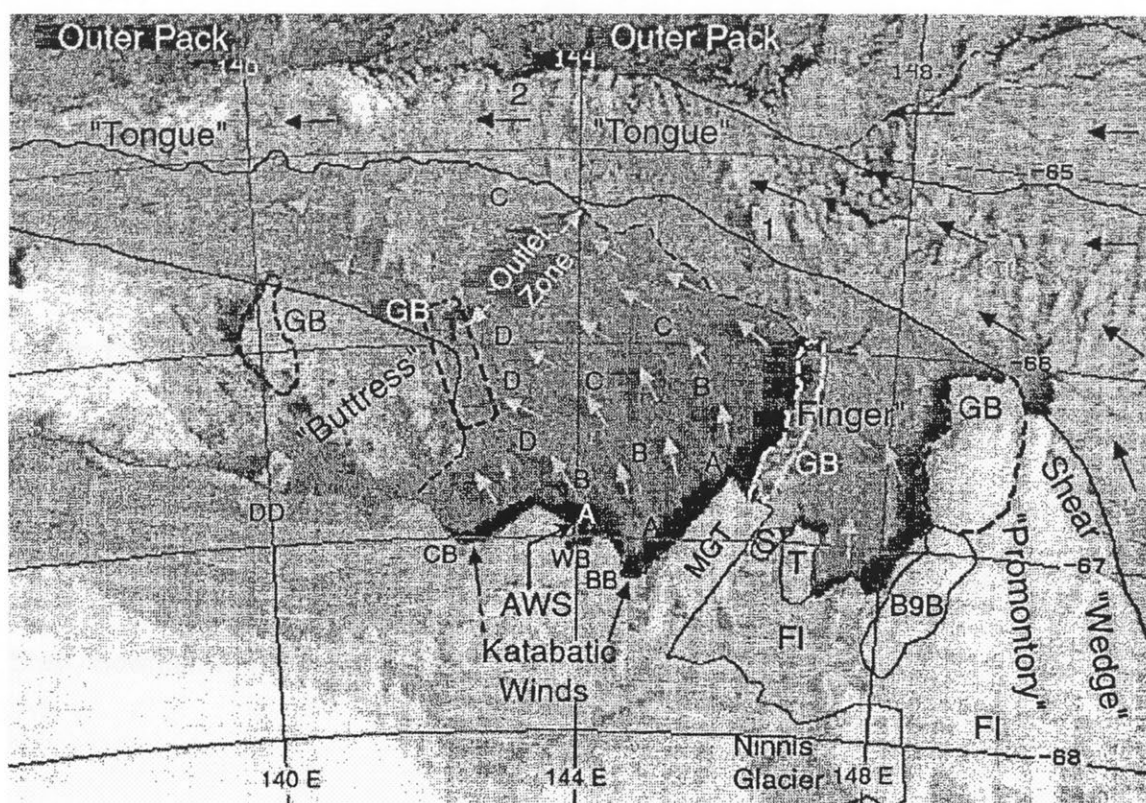 Outer Pack
Outer Pack
144
148
2
"Tongue"
"Tongue"
-65
C
1
Outlet
Zone
GB
GB
D
C
-66
D
C
B
"Buttress"
Finger"
GB
D
GB
B
A
B
A
A
DD
CB
WB
BB
MGT
T
-67
Shear
AWS
B9B
"Promontory"
"Wedge"
Katabatic
Winds
FI
FI
Ninnis
Glacier
-68
140 E
144 E
148 E